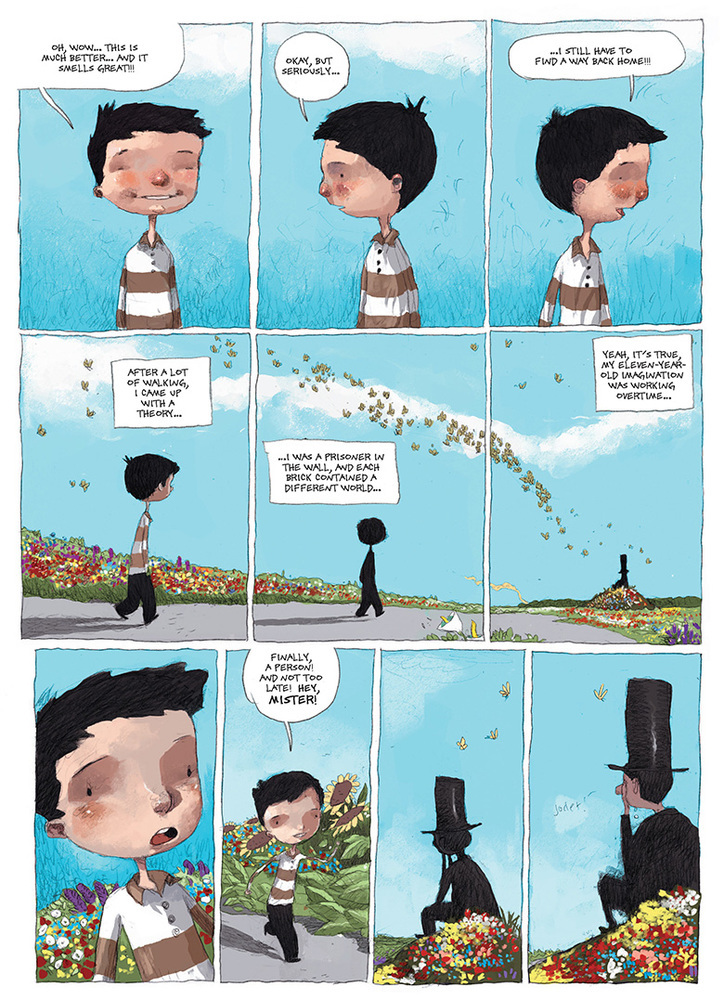 OH, WOW... THIS IS
MUCH BETTER... AND IT
SMELLS GREAT!!!
OKAY, BUT
SERIOUSLY...
...I STILL HAVE TO
FIND A WAY BACK HOME!!!
AFTER A LOT
OF WALKING,
I CAME UP
WITH A
THEORY...
...I WAS A PRISONER IN
THE WALL, AND EACH
BRICK CONTAINED A
DIFFERENT WORLD...
YEAH, IT'S TRUE,
MY ELEVEN-YEAR-
OLD IMAGINATION
WAS WORKING
OVERTIME...
FINALLY,
A PERSON!
AND NOT TOO
LATE! HEY,
MISTER!